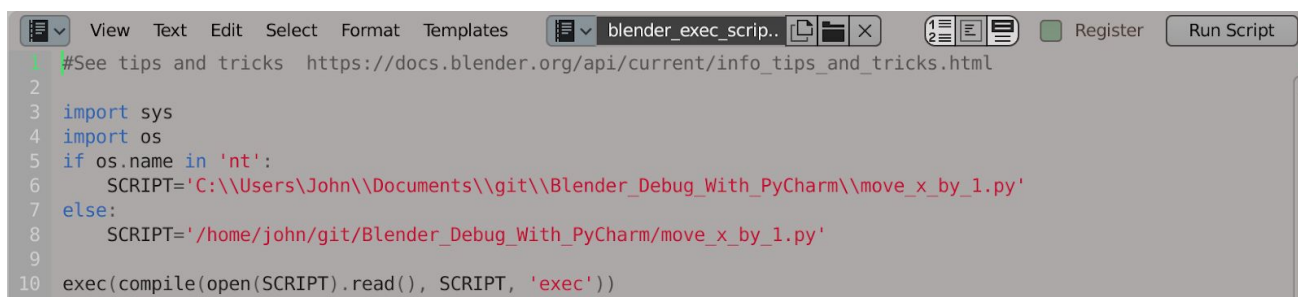 View Text Edit Select Format Templates blender_exec_scrip.. Register Run Script
1 #See tips and tricks  https://docs.blender.org/api/current/info_tips_and_tricks.html
2
3 import sys
4 import os
5 if os.name in 'nt':
6     SCRIPT='C:\\Users\John\\Documents\\git\\Blender_Debug_With_PyCharm\\move_x_by_1.py'
7 else:
8     SCRIPT='/home/john/git/Blender_Debug_With_PyCharm/move_x_by_1.py'
9
10 exec(compile(open(SCRIPT).read(), SCRIPT, 'exec'))